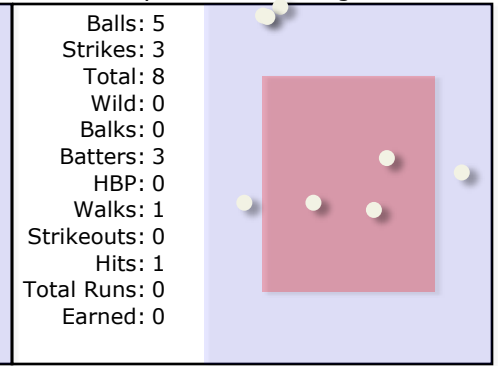 Balls: 5
Strikes: 3
Total: 8
Wild: 0
Balks: 0
Batters: 3
HBP: 0
Walks: 1
Strikeouts: 0
Hits: 1
Total Runs: 0
Earned: 0